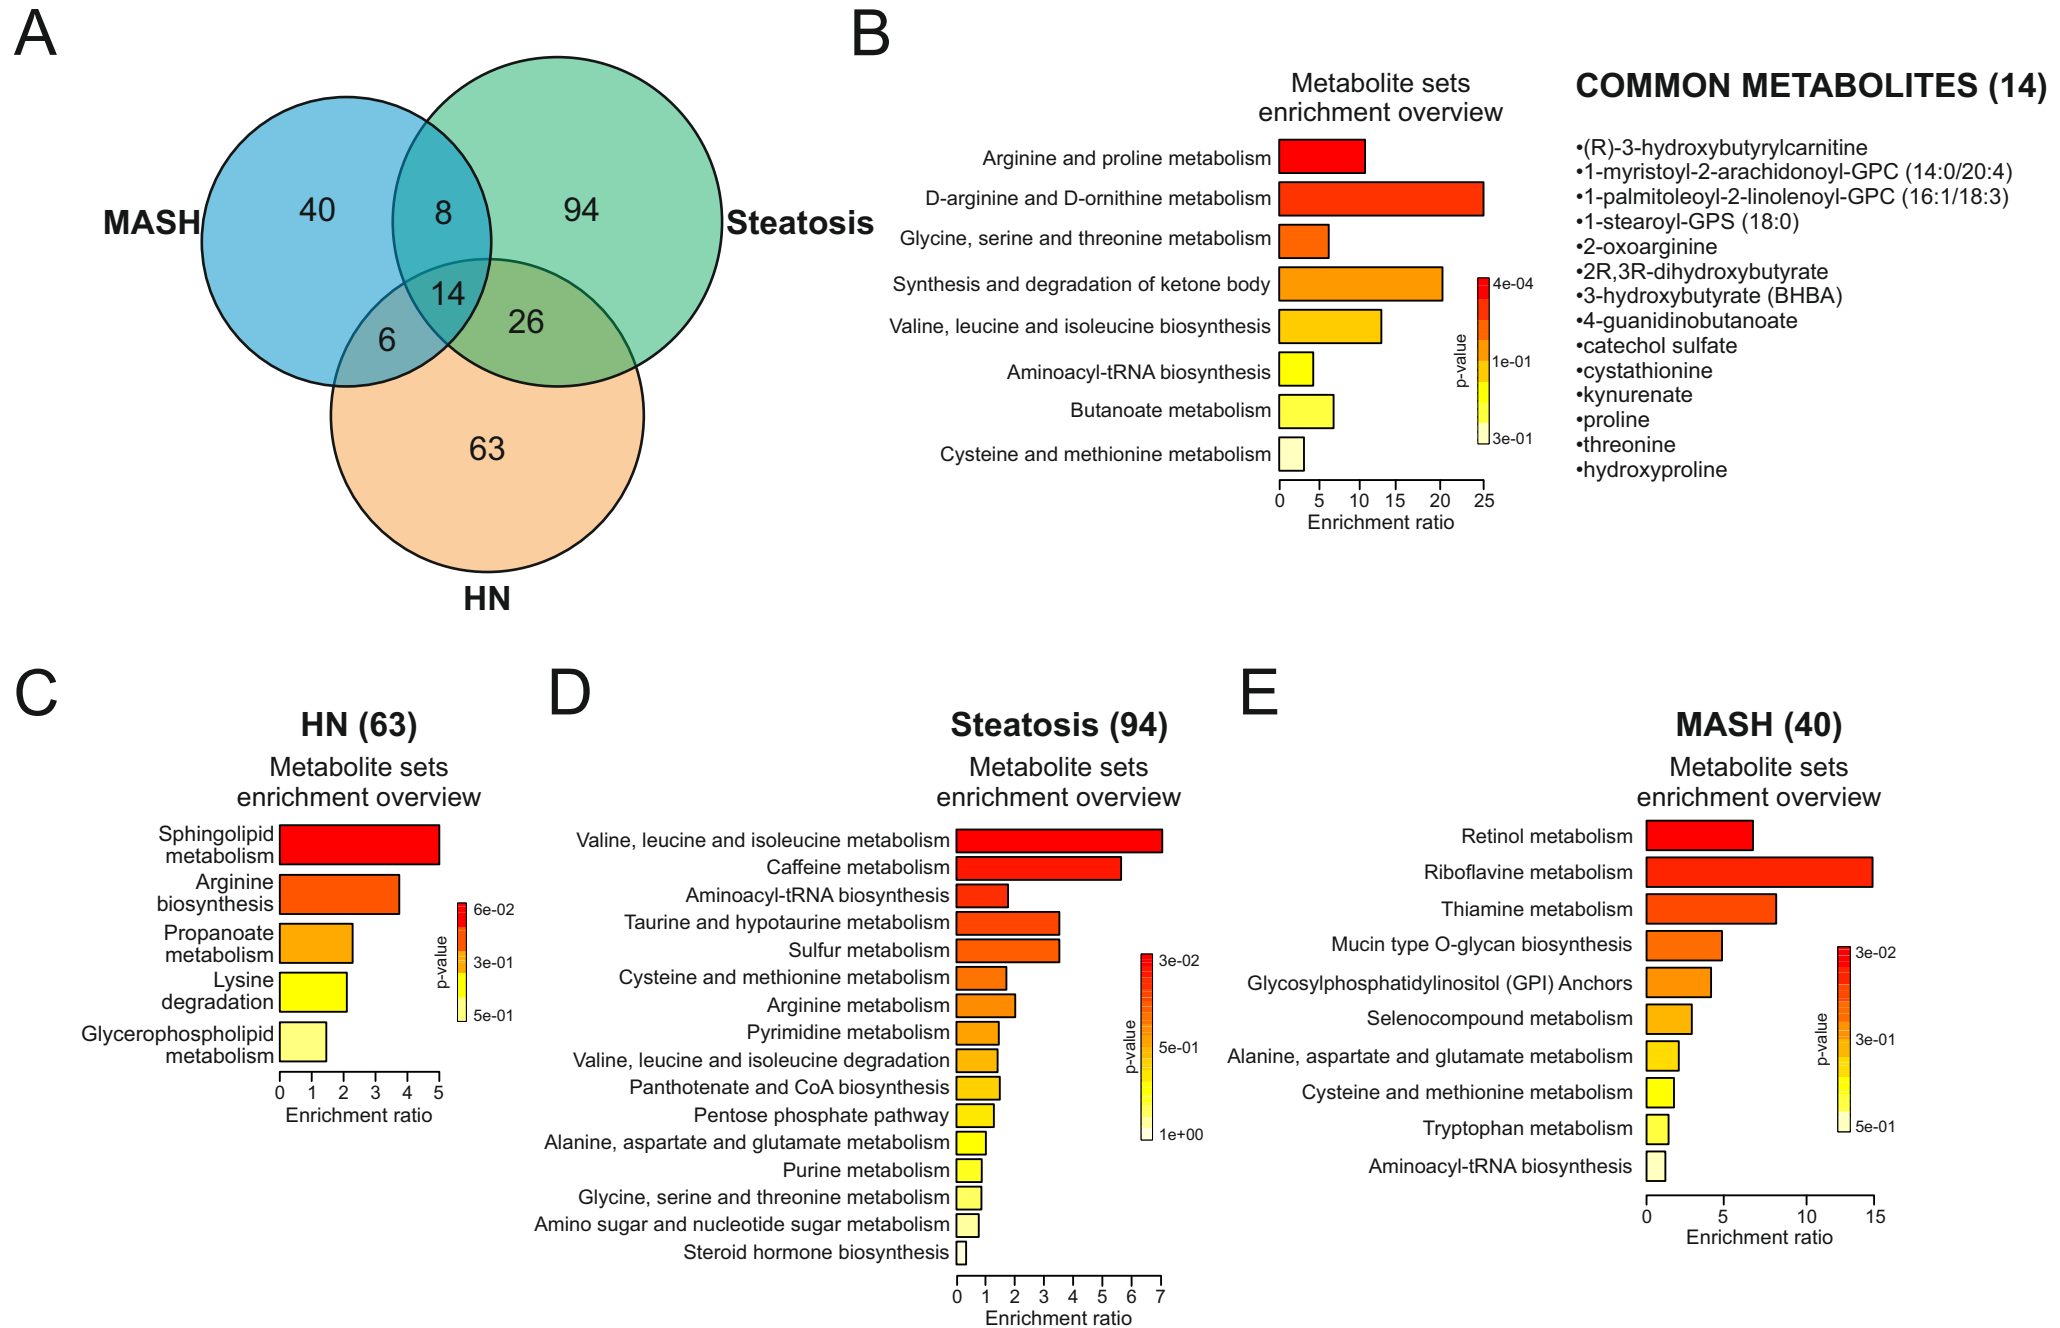 A
MASH
Steatosis
HN
40
8
94
14
6
26
63
B
Metabolite sets
enrichment overview
Arginine and proline metabolism
D-arginine and D-ornithine metabolism
Glycine, serine and threonine metabolism
Synthesis and degradation of ketone body
Valine, leucine and isoleucine biosynthesis
Aminoacyl-tRNA biosynthesis
Butanoate metabolism
Cysteine and methionine metabolism
0 5 10 15 20 25
Enrichment ratio
p-value
4e-04
1e-01
3e-01
COMMON METABOLITES (14)
•(R)-3-hydroxybutyrylcarnitine
•1-myristoyl-2-arachidonoyl-GPC (14:0/20:4)
•1-palmitoleoyl-2-linolenoyl-GPC (16:1/18:3)
•1-stearoyl-GPS (18:0)
•2-oxoarginine
•2R,3R-dihydroxybutyrate
•3-hydroxybutyrate (BHBA)
•4-guanidinobutanoate
•catechol sulfate
•cystathionine
•kynurenate
•proline
•threonine
•hydroxyproline
C
HN (63)
Metabolite sets
enrichment overview
Sphingolipid
metabolism
Arginine
biosynthesis
Propanoate
metabolism
Lysine
degradation
Glycerophospholipid
metabolism
0 1 2 3 4 5
Enrichment ratio
p-value
6e-02
3e-01
5e-01
D
Steatosis (94)
Metabolite sets
enrichment overview
Valine, leucine and isoleucine metabolism
Caffeine metabolism
Aminoacyl-tRNA biosynthesis
Taurine and hypotaurine metabolism
Sulfur metabolism
Cysteine and methionine metabolism
Arginine metabolism
Pyrimidine metabolism
Valine, leucine and isoleucine degradation
Panthotenate and CoA biosynthesis
Pentose phosphate pathway
Alanine, aspartate and glutamate metabolism
Purine metabolism
Glycine, serine and threonine metabolism
Amino sugar and nucleotide sugar metabolism
Steroid hormone biosynthesis
0 1 2 3 4 5 6 7
Enrichment ratio
p-value
3e-02
5e-01
1e+00
E
MASH (40)
Metabolite sets
enrichment overview
Retinol metabolism
Riboflavine metabolism
Thiamine metabolism
Mucin type O-glycan biosynthesis
Glycosylphosphatidylinositol (GPI) Anchors
Selenocompound metabolism
Alanine, aspartate and glutamate metabolism
Cysteine and methionine metabolism
Tryptophan metabolism
Aminoacyl-tRNA biosynthesis
0 5 10 15
Enrichment ratio
p-value
3e-02
3e-01
5e-01